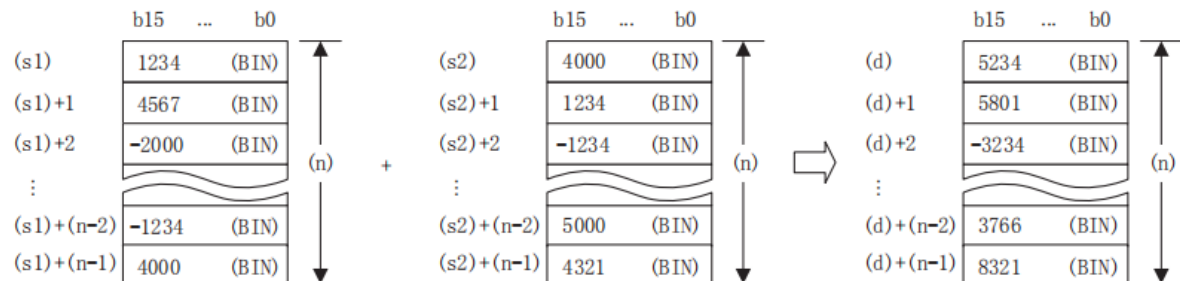 b15 ... b0 b15 ... b0 b15 ... b0
(s1) 1234 (BIN) (s2) 4000 (BIN) (d) 5234 (BIN)
(s1)+1 4567 (BIN) (s2)+1 1234 (BIN) (d)+1 5801 (BIN)
(s1)+2 -2000 (BIN) (n) + (s2)+2 -1234 (BIN) (n) (d)+2 -3234 (BIN) (n)
⋮ ⋮ ⋮
(s1)+(n-2) -1234 (BIN) (s2)+(n-2) 5000 (BIN) (d)+(n-2) 3766 (BIN)
(s1)+(n-1) 4000 (BIN) (s2)+(n-1) 4321 (BIN) (d)+(n-1) 8321 (BIN)